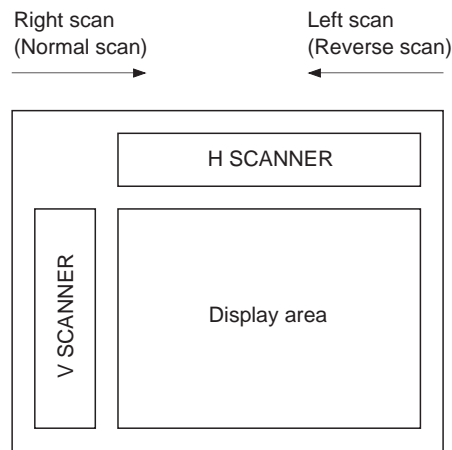 Right scan
(Normal scan)
Left scan
(Reverse scan)
H SCANNER
V SCANNER
Display area